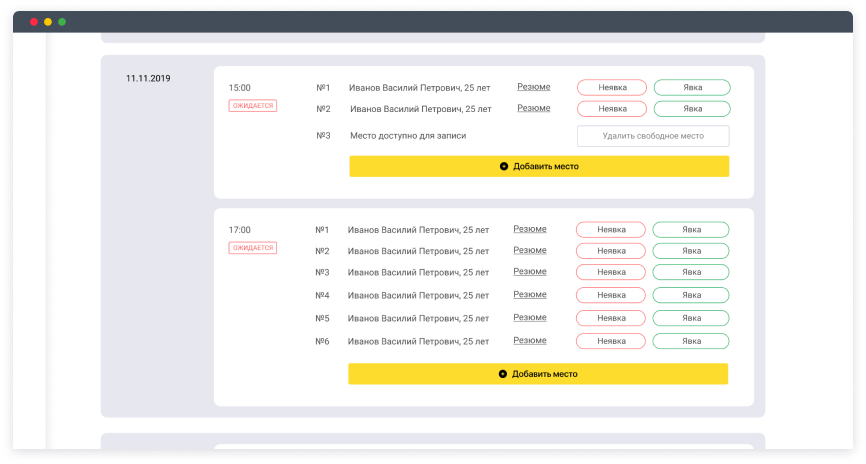 11.11.2019
15:00
ОЖИДАЕТСЯ
№1 Иванов Василий Петрович, 25 лет Резюме Неявка Явка
№2 Иванов Василий Петрович, 25 лет Резюме Неявка Явка
№3 Место доступно для записи Удалить свободное место
Добавить место
17:00
ОЖИДАЕТСЯ
№1 Иванов Василий Петрович, 25 лет Резюме Неявка Явка
№2 Иванов Василий Петрович, 25 лет Резюме Неявка Явка
№3 Иванов Василий Петрович, 25 лет Резюме Неявка Явка
№4 Иванов Василий Петрович, 25 лет Резюме Неявка Явка
№5 Иванов Василий Петрович, 25 лет Резюме Неявка Явка
№6 Иванов Василий Петрович, 25 лет Резюме Неявка Явка
Добавить место